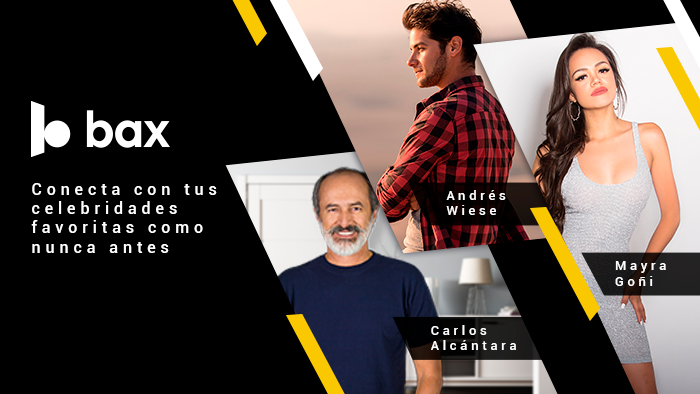 bax
Conecta con tus
celebridades
favoritas como
nunca antes
Andrés
Wiese
Mayra
Goñi
Carlos
Alcántara